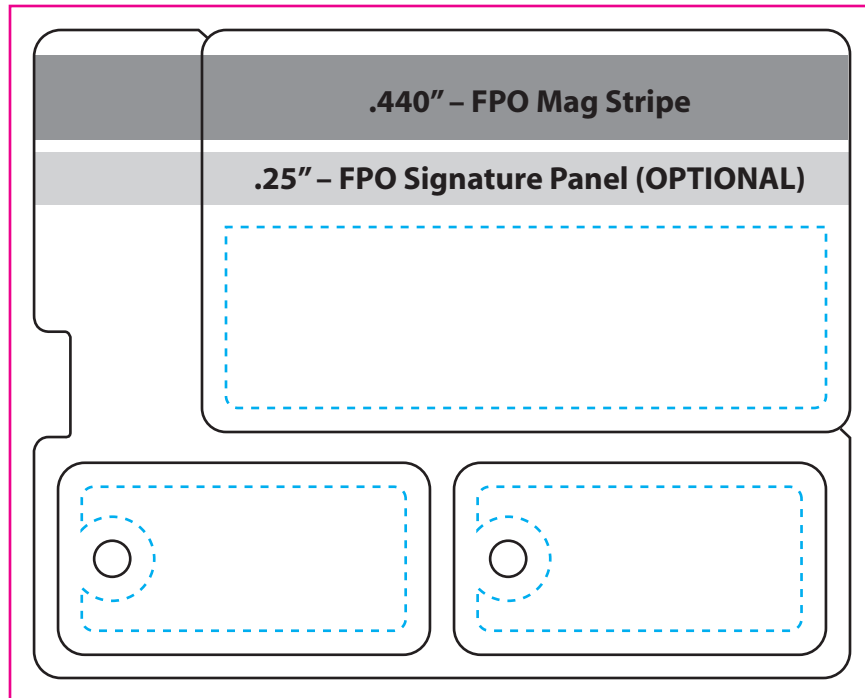 .440” – FPO Mag Stripe
.25” – FPO Signature Panel (OPTIONAL)